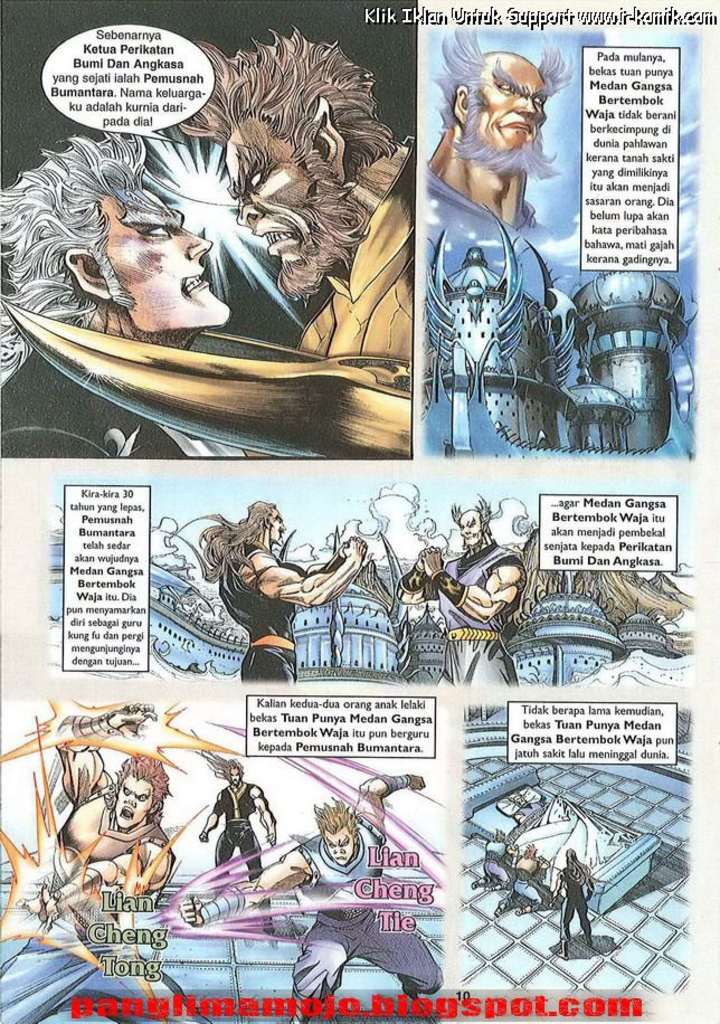 Klik Iklan Untuk Support www.i-komik.com
Sebenarnya
Ketua Perikatan
Bumi Dan Angkasa
yang sejati ialah Pemusnah
Bumantara. Nama keluarga-
ku adalah kurnia dari-
pada dia!
Pada mulanya,
bekas tuan punya
Medan Gangsa
Bertembok
Waja tidak berani
berkecimpung di
dunia pahlawan
kerana tanah sakti
yang dimilikinya
itu akan menjadi
sasaran orang. Dia
belum lupa akan
kata peribahasa
bahawa, mati gajah
kerana gadingnya.
Kira-kira 30
tahun yang lepas,
Pemusnah
Bumantara
telah sedar
akan wujudnya
Medan Gangsa
Bertembok
Waja itu. Dia
pun menyamarkan
diri sebagai guru
kung fu dan pergi
mengunjunginya
dengan tujuan...
...agar Medan Gangsa
Bertembok Waja itu
akan menjadi pembekal
senjata kepada Perikatan
Bumi Dan Angkasa.
Kalian kedua-dua orang anak lelaki
bekas Tuan Punya Medan Gangsa
Bertembok Waja itu pun berguru
kepada Pemusnah Bumantara.
Lian
Cheng
Tong
Lian
Cheng
Tie
Tidak berapa lama kemudian,
bekas Tuan Punya Medan
Gangsa Bertembok Waja pun
jatuh sakit lalu meninggal dunia.
10
panglimamojo.blogspot.com